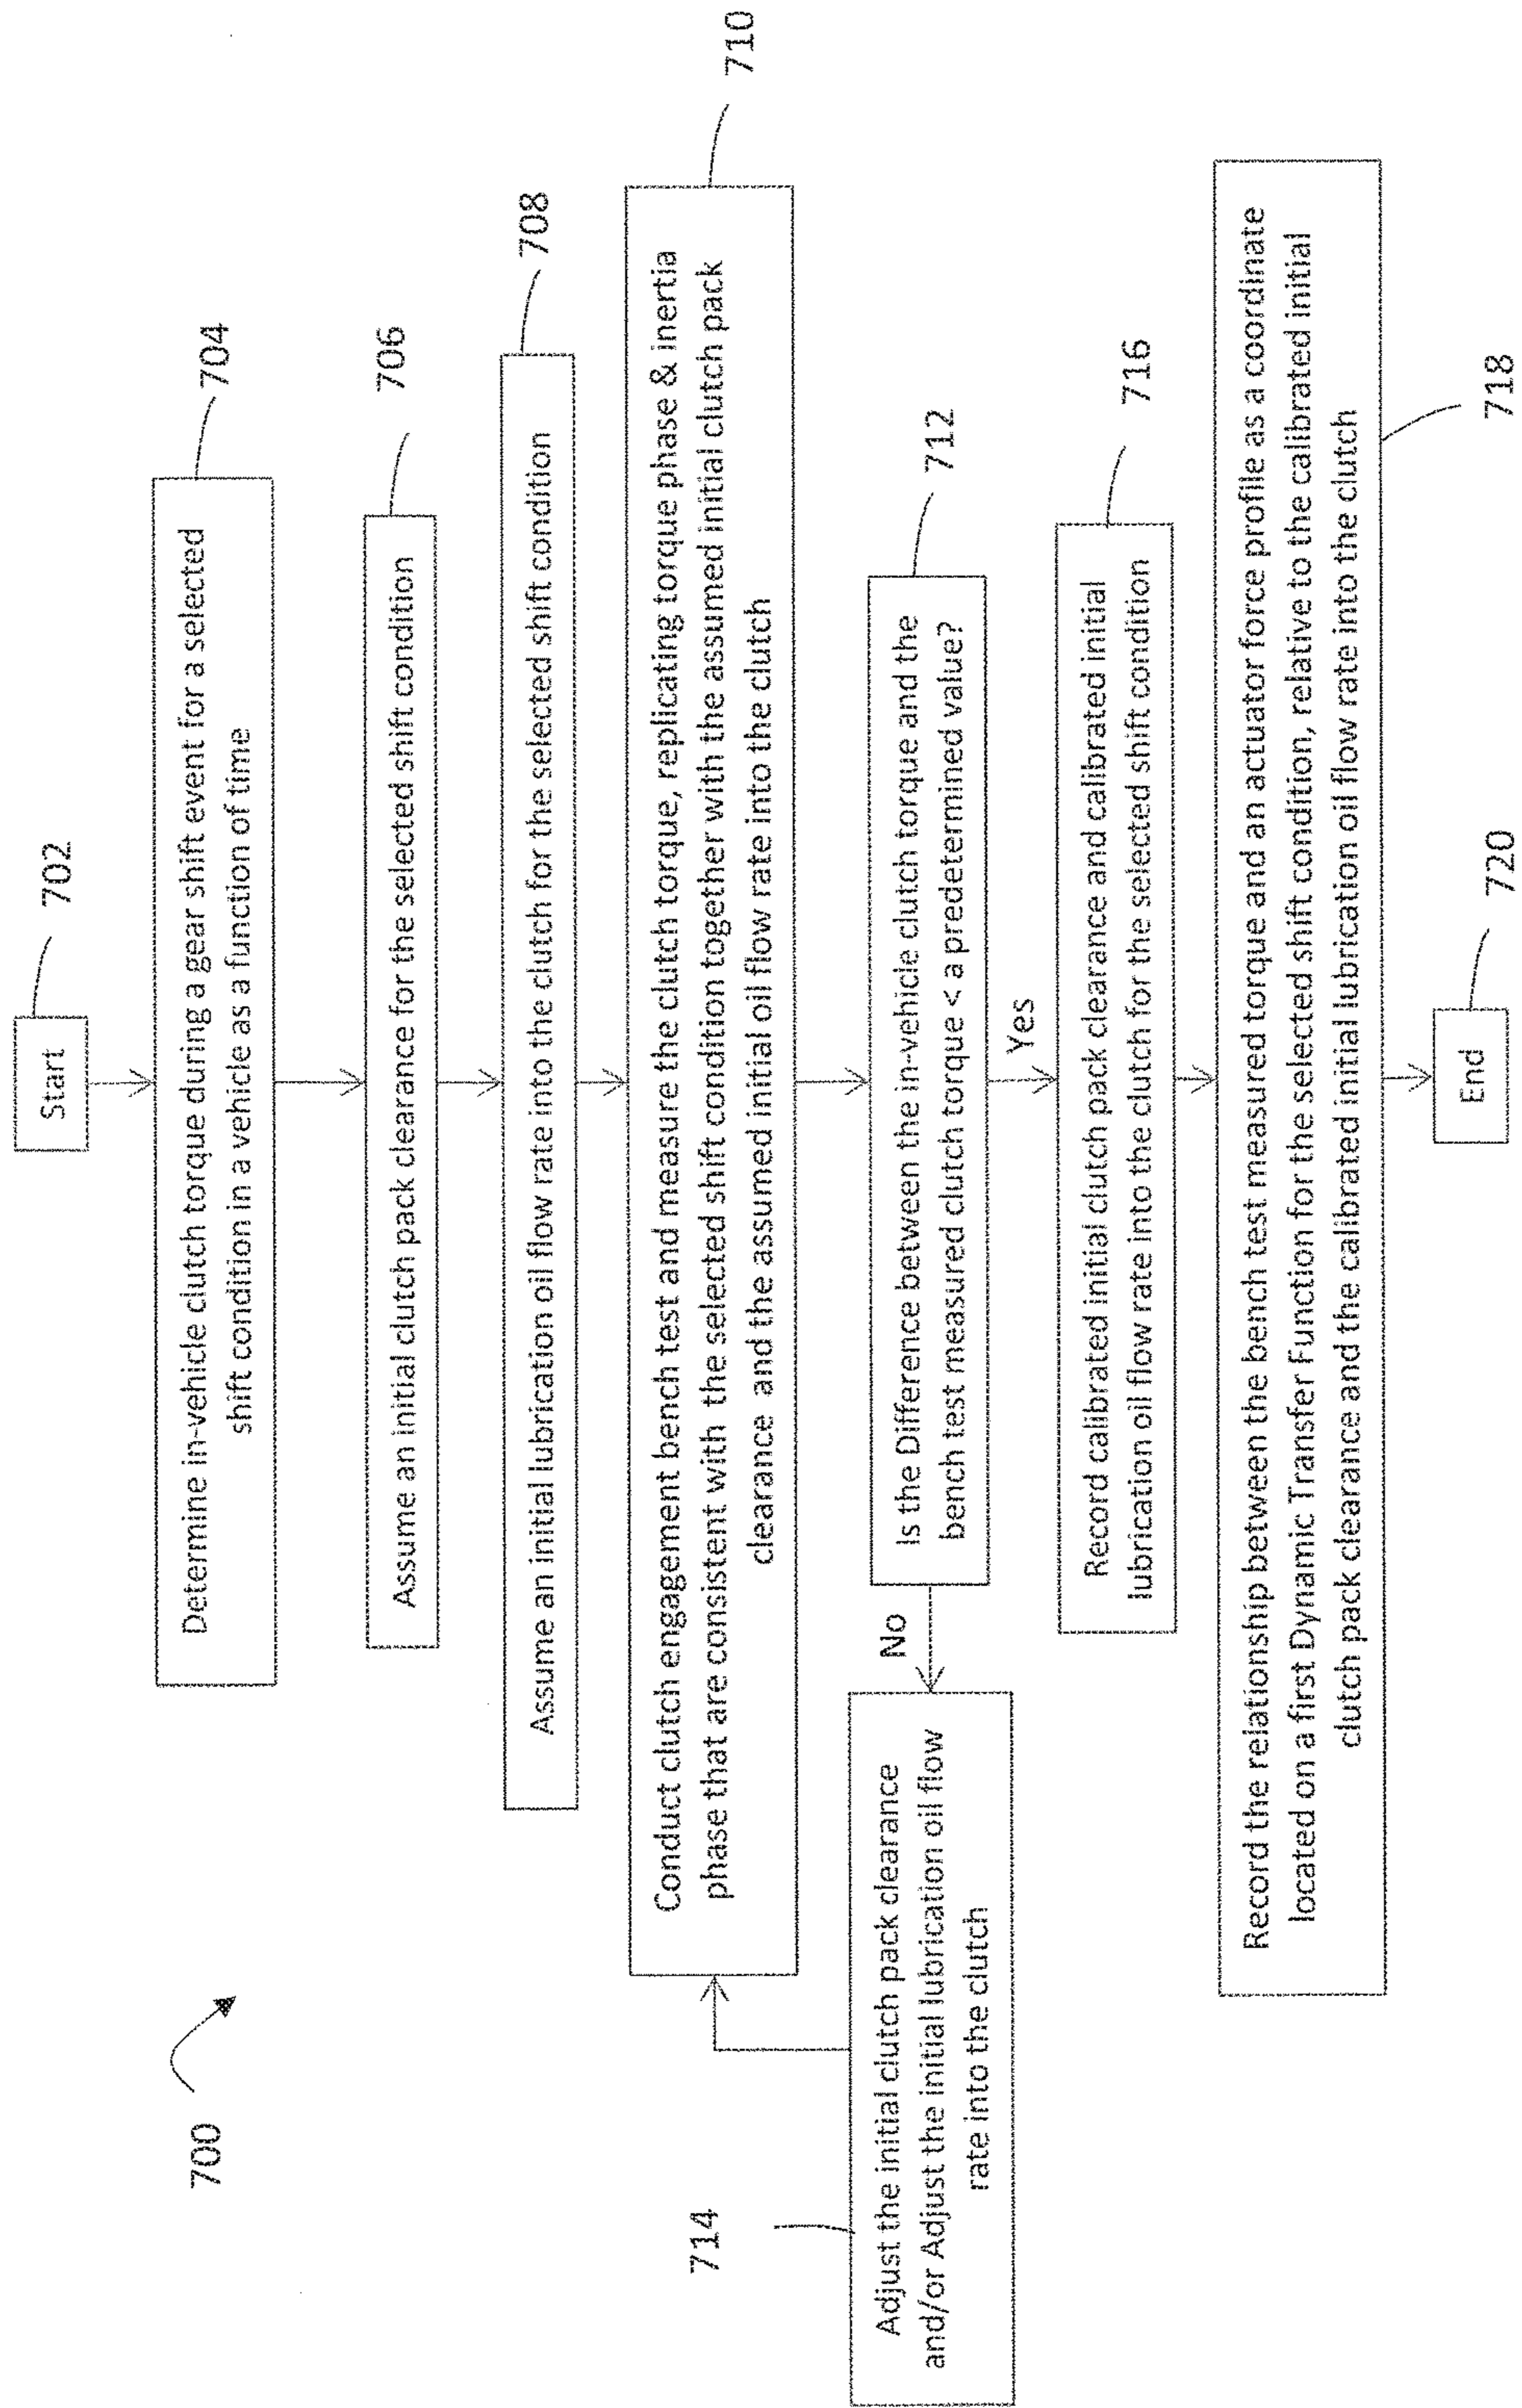 700
Start
702
Determine in-vehicle clutch torque during a gear shift event for a selected
shift condition in a vehicle as a function of time
704
Assume an initial clutch pack clearance for the selected shift condition
706
Assume an initial lubrication oil flow rate into the clutch for the selected shift condition
708
Conduct clutch engagement bench test and measure the clutch torque, replicating torque phase & inertia
phase that are consistent with the selected shift condition together with the assumed initial clutch pack
clearance and the assumed initial oil flow rate into the clutch
710
Is the Difference between the in-vehicle clutch torque and the
bench test measured clutch torque < a predetermined value?
712
No
Yes
714
Adjust the initial clutch pack clearance
and/or Adjust the initial lubrication oil flow
rate into the clutch
Record calibrated initial clutch pack clearance and calibrated initial
lubrication oil flow rate into the clutch for the selected shift condition
716
Record the relationship between the bench test measured torque and an actuator force profile as a coordinate
located on a first Dynamic Transfer Function for the selected shift condition, relative to the calibrated initial
clutch pack clearance and the calibrated initial lubrication oil flow rate into the clutch
718
End
720